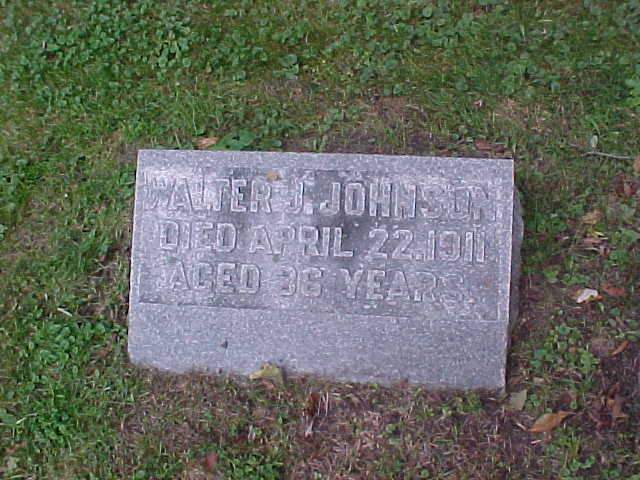 WALTER J. JOHNSON
DIED APRIL 22, 1911
AGED 36 YEARS.